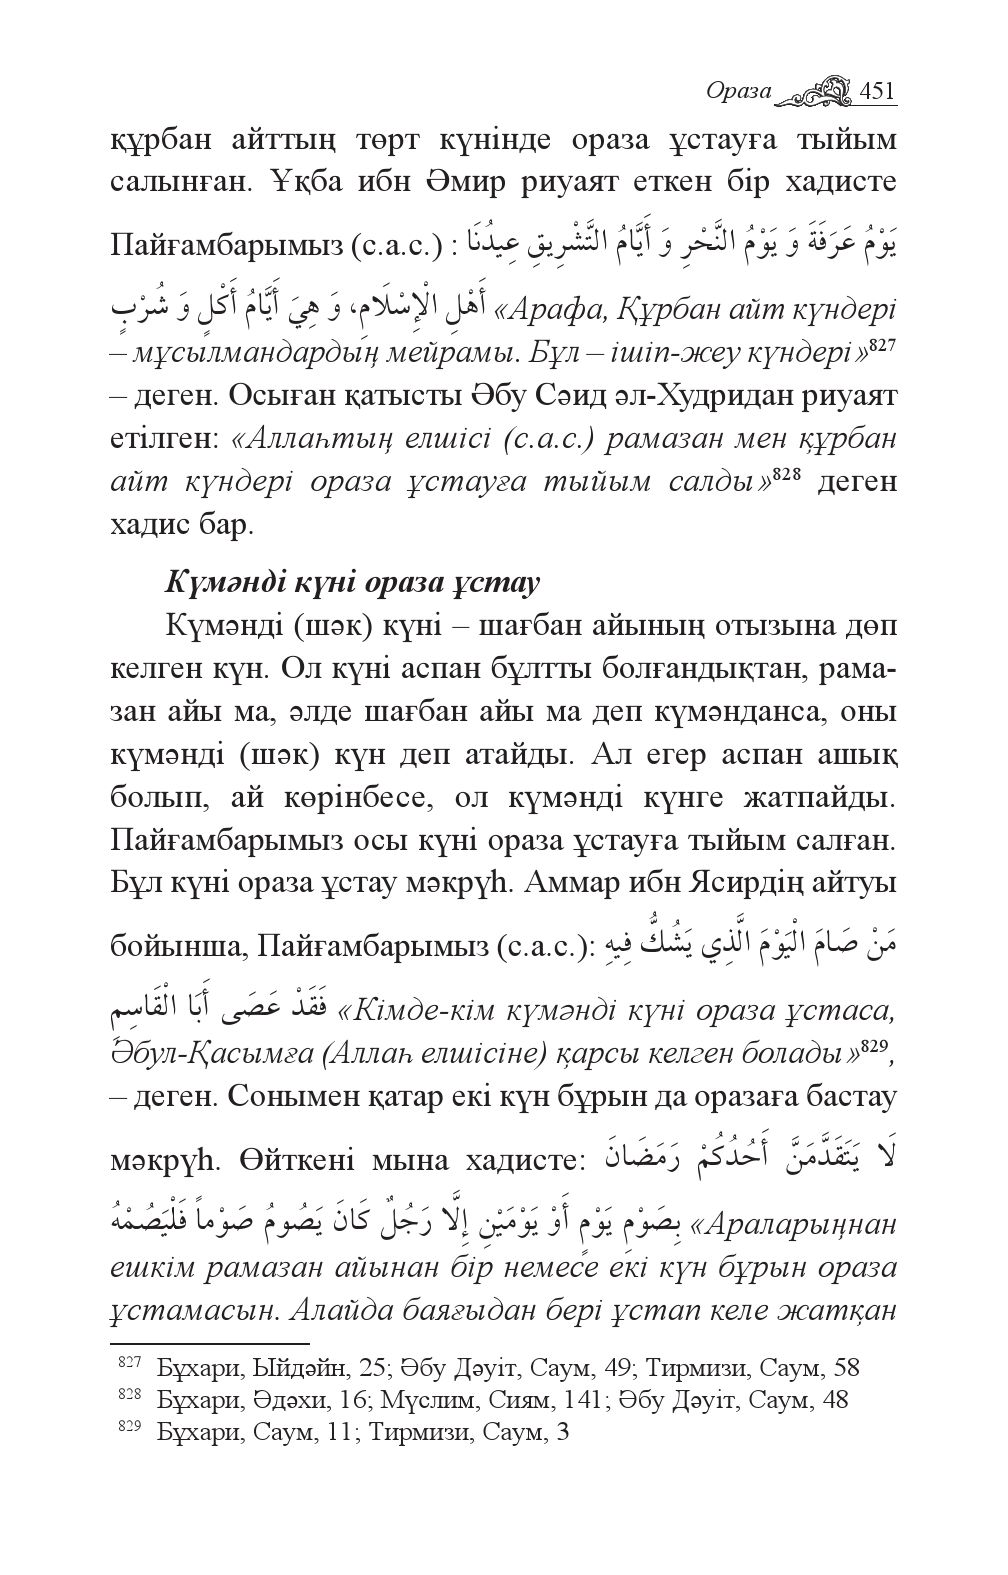 Ораза 451
құрбан айттың төрт күнінде ораза ұстауға тыйым
салынған. Ұқба ибн Әмир риуаят еткен бір хадисте
Пайғамбарымыз (с.а.с.) : يَوْمُ عَرَفَةَ وَ يَوْمُ النَّحْرِ وَ أَيَّامُ التَّشْرِيقِ عِيدُنَا
أَهْلِ الْإِسْلَامِ، وَ هِيَ أَيَّامُ أَكْلٍ وَ شُرْبٍ «Арафа, Құрбан айт күндері
– мұсылмандардың мейрамы. Бұл – ішіп-жеу күндері»827
– деген. Осыған қатысты Әбу Сәид әл-Худридан риуаят
етілген: «Аллаһтың елшісі (с.а.с.) рамазан мен құрбан
айт күндері ораза ұстауға тыйым салды»828 деген
хадис бар.
Күмәнді күні ораза ұстау
Күмәнді (шәк) күні – шағбан айының отызына дөп
келген күн. Ол күні аспан бұлтты болғандықтан, рама-
зан айы ма, әлде шағбан айы ма деп күмәнданса, оны
күмәнді (шәк) күн деп атайды. Ал егер аспан ашық
болып, ай көрінбесе, ол күмәнді күнге жатпайды.
Пайғамбарымыз осы күні ораза ұстауға тыйым салған.
Бұл күні ораза ұстау мәкрүһ. Аммар ибн Ясирдің айтуы
бойынша, Пайғамбарымыз (с.а.с.): مَنْ صَامَ الْيَوْمَ الَّذِي يَشُكُّ فِيهِ
فَقَدْ عَصَى أَبَا الْقَاسِمِ «Кімде-кім күмәнді күні ораза ұстаса,
Әбул-Қасымға (Аллаһ елшісіне) қарсы келген болады»829,
– деген. Сонымен қатар екі күн бұрын да оразаға бастау
мәкрүһ. Өйткені мына хадисте: لَا يَتَقَدَّمَنَّ أَحُدُكُمْ رَمَضَانَ
بِصَوْمِ يَوْمٍ أَوْ يَوْمَيْنِ إِلَّا رَجُلٌ كَانَ يَصُومُ صَوْماً فَلْيَصُمْهُ «Араларыңнан
ешкім рамазан айынан бір немесе екі күн бұрын ораза
ұстамасын. Алайда баяғыдан бері ұстап келе жатқан
827 Бұхари, Ыйдәйн, 25; Әбу Дәуіт, Саум, 49; Тирмизи, Саум, 58
828 Бұхари, Әдәхи, 16; Мүслим, Сиям, 141; Әбу Дәуіт, Саум, 48
829 Бұхари, Саум, 11; Тирмизи, Саум, 3